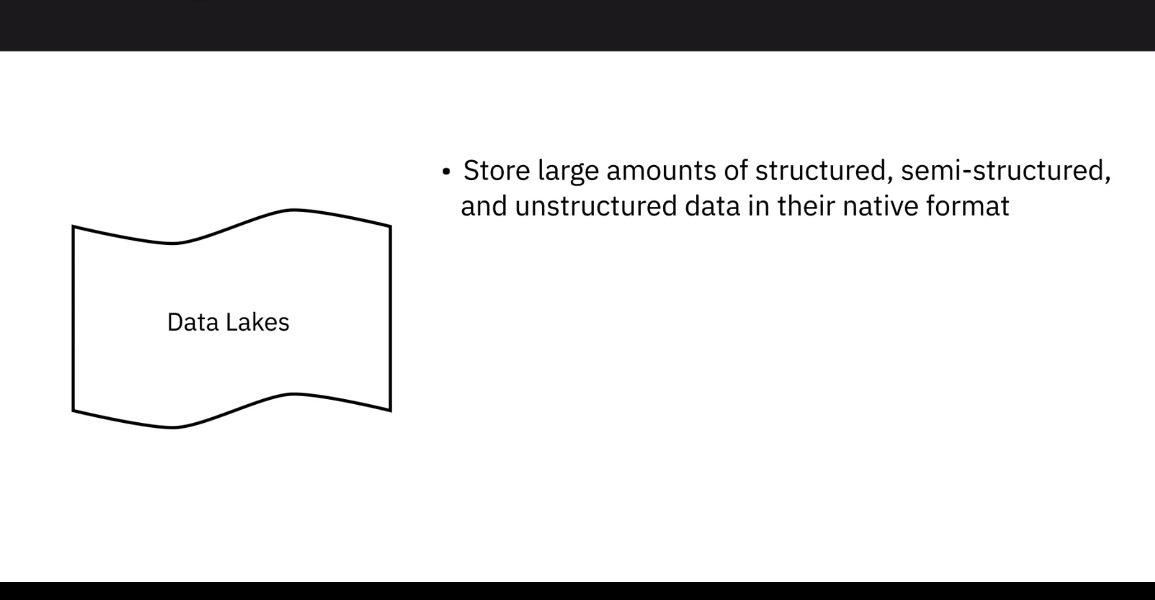 • Store large amounts of structured, semi-structured,
and unstructured data in their native format
Data Lakes